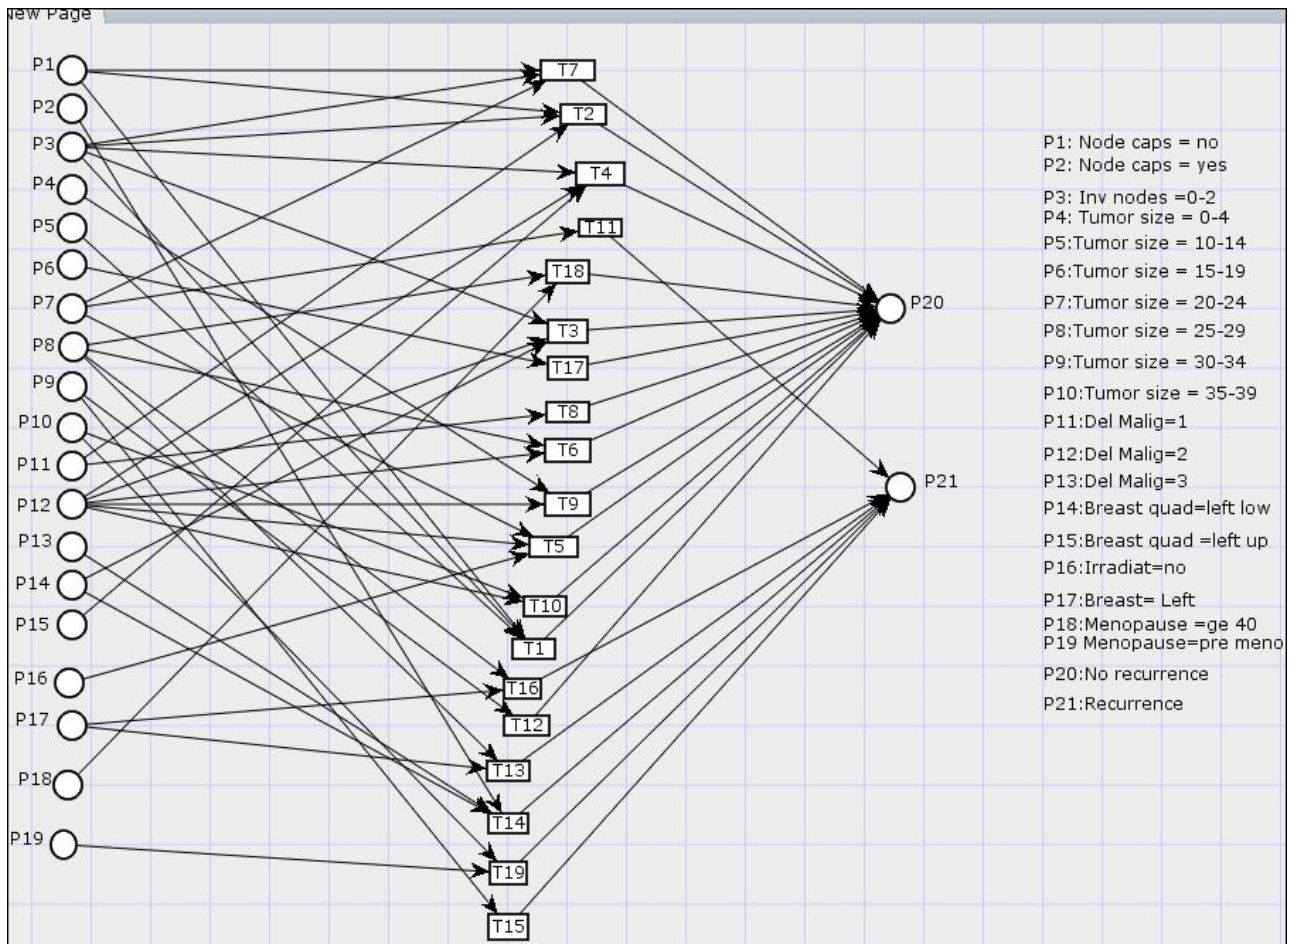 New Page
P1
P2
P3
P4
P5
P6
P7
P8
P9
P10
P11
P12
P13
P14
P15
P16
P17
P18
P19
T7
T2
T4
T11
T18
T3
T17
T8
T6
T9
T5
T10
T1
T16
T12
T13
T14
T19
T15
P20
P21
P1: Node caps = no
P2: Node caps = yes
P3: Inv nodes =0-2
P4: Tumor size = 0-4
P5:Tumor size = 10-14
P6:Tumor size = 15-19
P7:Tumor size = 20-24
P8:Tumor size = 25-29
P9:Tumor size = 30-34
P10:Tumor size = 35-39
P11:Del Malig=1
P12:Del Malig=2
P13:Del Malig=3
P14:Breast quad=left low
P15:Breast quad =left up
P16:Irradiat=no
P17:Breast= Left
P18:Menopause =ge 40
P19 Menopause=pre meno
P20:No recurrence
P21:Recurrence